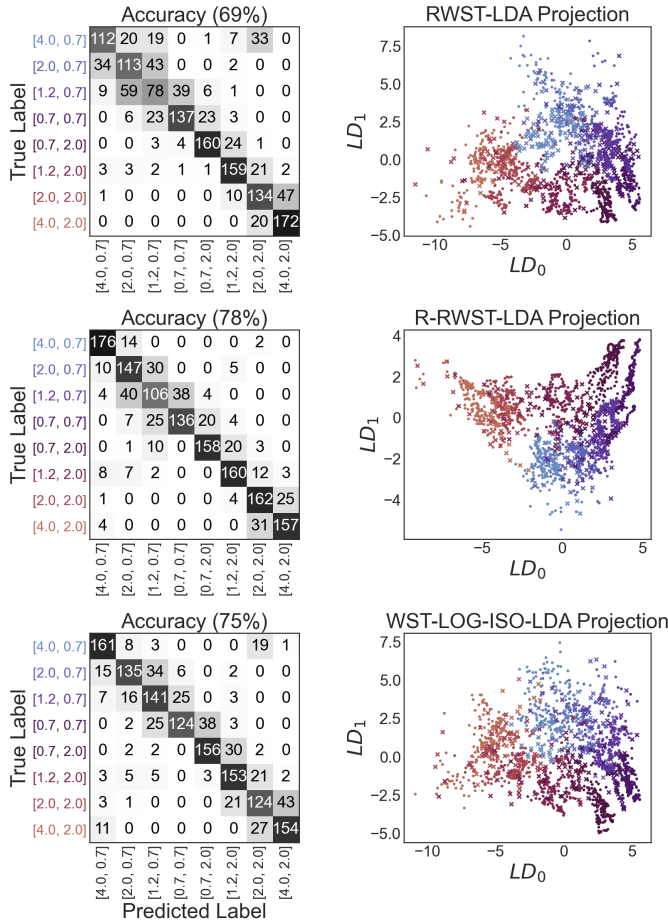 Accuracy (69%)
True Label
[4.0, 0.7] 112 20 19 0 1 7 33 0
[2.0, 0.7] 34 113 43 0 0 2 0 0
[1.2, 0.7] 9 59 78 39 6 1 0 0
[0.7, 0.7] 0 6 23 137 23 3 0 0
[0.7, 2.0] 0 0 3 4 160 24 1 0
[1.2, 2.0] 3 3 2 1 1 159 21 2
[2.0, 2.0] 1 0 0 0 0 10 134 47
[4.0, 2.0] 0 0 0 0 0 0 20 172
[4.0, 0.7] [2.0, 0.7] [1.2, 0.7] [0.7, 0.7] [0.7, 2.0] [1.2, 2.0] [2.0, 2.0] [4.0, 2.0]
RWST-LDA Projection
LD1
7.5
5.0
2.5
0.0
−2.5
−5.0
−10 −5 0 5
LD0
Accuracy (78%)
True Label
[4.0, 0.7] 176 14 0 0 0 0 2 0
[2.0, 0.7] 10 147 30 0 0 5 0 0
[1.2, 0.7] 4 40 106 38 4 0 0 0
[0.7, 0.7] 0 7 25 136 20 4 0 0
[0.7, 2.0] 0 1 10 0 158 20 3 0
[1.2, 2.0] 8 7 2 0 0 160 12 3
[2.0, 2.0] 1 0 0 0 0 4 162 25
[4.0, 2.0] 4 0 0 0 0 0 31 157
[4.0, 0.7] [2.0, 0.7] [1.2, 0.7] [0.7, 0.7] [0.7, 2.0] [1.2, 2.0] [2.0, 2.0] [4.0, 2.0]
R-RWST-LDA Projection
LD1
4
2
0
−2
−4
−5 0 5
LD0
Accuracy (75%)
True Label
[4.0, 0.7] 161 8 3 0 0 0 19 1
[2.0, 0.7] 15 135 34 6 0 2 0 0
[1.2, 0.7] 7 16 141 25 0 3 0 0
[0.7, 0.7] 0 2 25 124 38 3 0 0
[0.7, 2.0] 0 2 2 0 156 30 2 0
[1.2, 2.0] 3 5 5 0 3 153 21 2
[2.0, 2.0] 3 1 0 0 0 21 124 43
[4.0, 2.0] 11 0 0 0 0 0 27 154
[4.0, 0.7] [2.0, 0.7] [1.2, 0.7] [0.7, 0.7] [0.7, 2.0] [1.2, 2.0] [2.0, 2.0] [4.0, 2.0]
Predicted Label
WST-LOG-ISO-LDA Projection
LD1
7.5
5.0
2.5
0.0
−2.5
−5.0
−10 −5 0 5
LD0